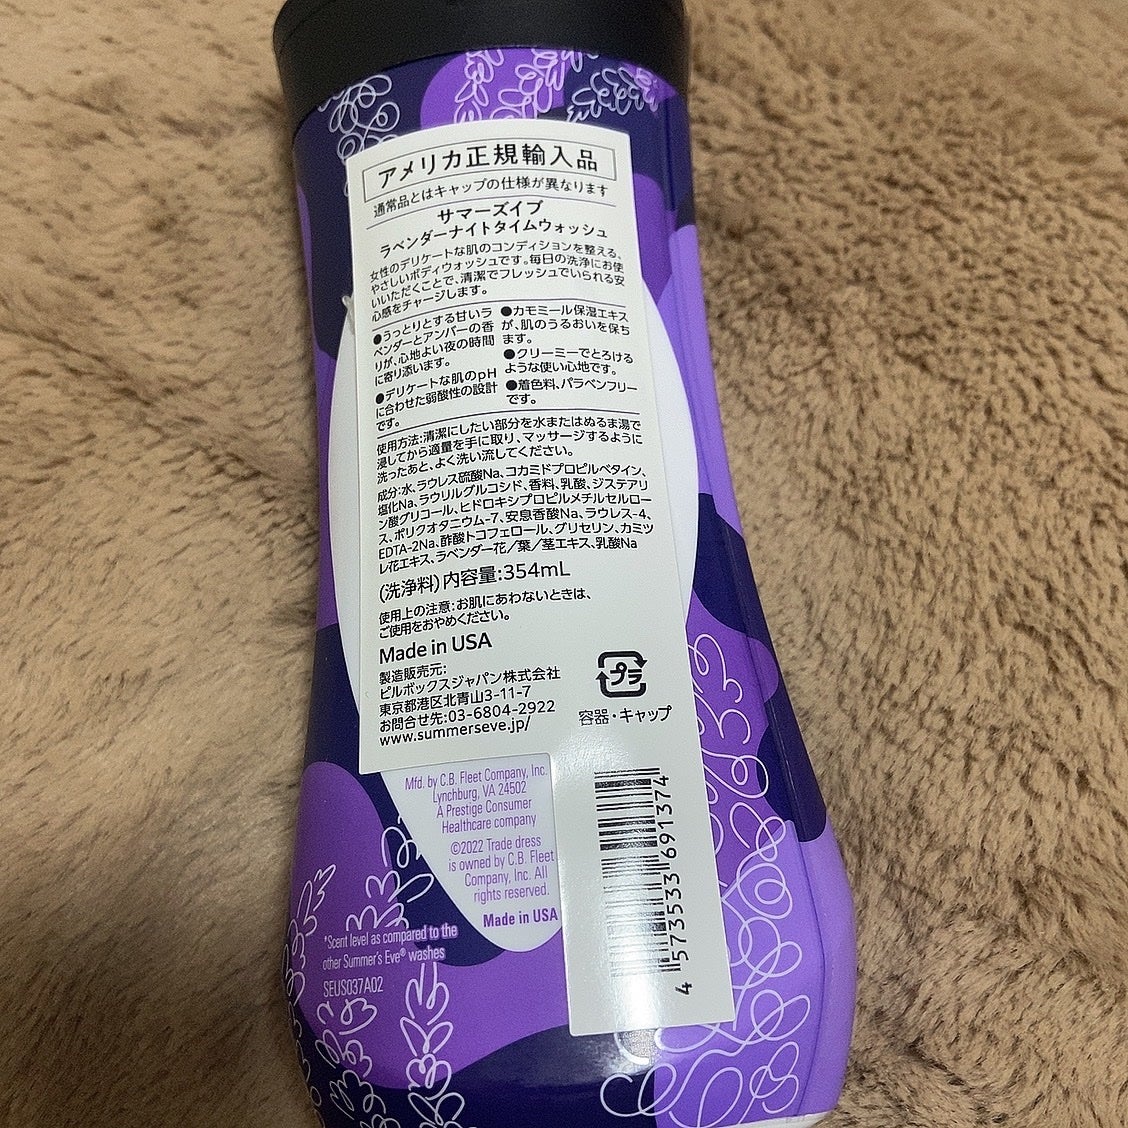 アメリカ正規輸入品
通常品とはキャップの仕様が異なります
サマーズイブ
ラベンダーナイトタイムウォッシュ
女性のデリケートな肌のコンディションを整える、
やさしいボディウォッシュです。毎日の洗浄にお使
いいただくことで、清潔でフレッシュでいられる安
心感をチャージします。
●うっとりとする甘いラ
ベンダーとアンバーの香
りが、心地よい夜の時間
に寄り添います。
●デリケートな肌のpH
に合わせた弱酸性の設計
です。
●カモミール保湿エキス
が、肌のうるおいを保ち
ます。
●クリーミーでとろける
ような使い心地です。
●着色料、パラベンフリー
です。
使用方法:清潔にしたい部分を水またはぬるま湯で
浸してから適量を手に取り、マッサージするように
洗ったあと、よく洗い流してください。
成分:水、ラウレス硫酸Na、コカミドプロピルベタイン、
塩化Na、ラウリルグルコシド、香料、乳酸、ジステアリ
ン酸グリコール、ヒドロキシプロピルメチルセルロー
ス、ポリクオタニウム-7、安息香酸Na、ラウレス-4、
EDTA-2Na、酢酸トコフェロール、グリセリン、カミツ
レ花エキス、ラベンダー花／葉／茎エキス、乳酸Na
(洗浄料)内容量:354mL
使用上の注意:お肌にあわないときは、
ご使用をおやめください。
Made in USA
製造販売元:
ピルボックスジャパン株式会社
東京都港区北青山3-11-7
お問合せ先:03-6804-2922
www.summerseve.jp/
プラ
容器・キャップ
4 573533 691374
Mfd. by C.B. Fleet Company, Inc.
Lynchburg, VA 24502
A Prestige Consumer
Healthcare company
©2022 Trade dress
is owned by C.B. Fleet
Company, Inc. All
rights reserved.
Made in USA
*Scent level as compared to the
other Summer's Eve® washes
SEUS037A02